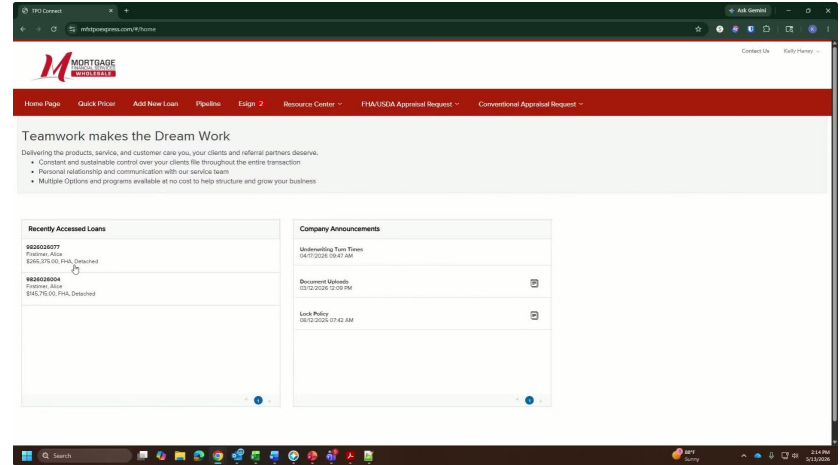 TPO Connect
Ask Gemini
mfstpoexpress.com/#/home
Contact Us
Kelly Haney
MORTGAGE
FINANCIAL SERVICES
WHOLESALE
Home Page
Quick Pricer
Add New Loan
Pipeline
Esign 2
Resource Center
FHA/USDA Appraisal Request
Conventional Appraisal Request
Teamwork makes the Dream Work
Delivering the products, service, and customer care you, your clients and referral partners deserve.
• Constant and sustainable control over your clients file throughout the entire transaction
• Personal relationship and communication with our service team
• Multiple Options and programs available at no cost to help structure and grow your business
Recently Accessed Loans
9826026077
Firstimer, Alice
$265,375.00, FHA, Detached
9826026004
Firstimer, Alice
$145,715.00, FHA, Detached
1
Company Announcements
Underwriting Turn Times
04/17/2026 09:47 AM
Document Uploads
03/12/2026 12:09 PM
Lock Policy
08/12/2025 07:42 AM
1
Search
88°F
Sunny
2:14 PM
5/13/2026